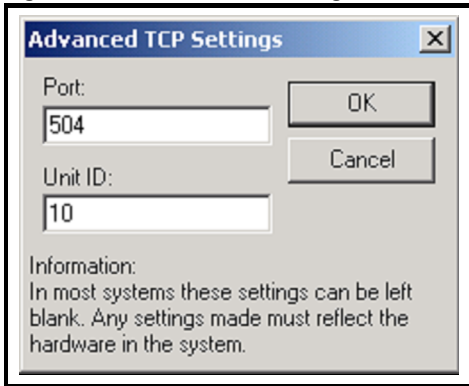 Advanced TCP Settings
Port:
504
OK
Cancel
Unit ID:
10
Information:
In most systems these settings can be left
blank. Any settings made must reflect the
hardware in the system.